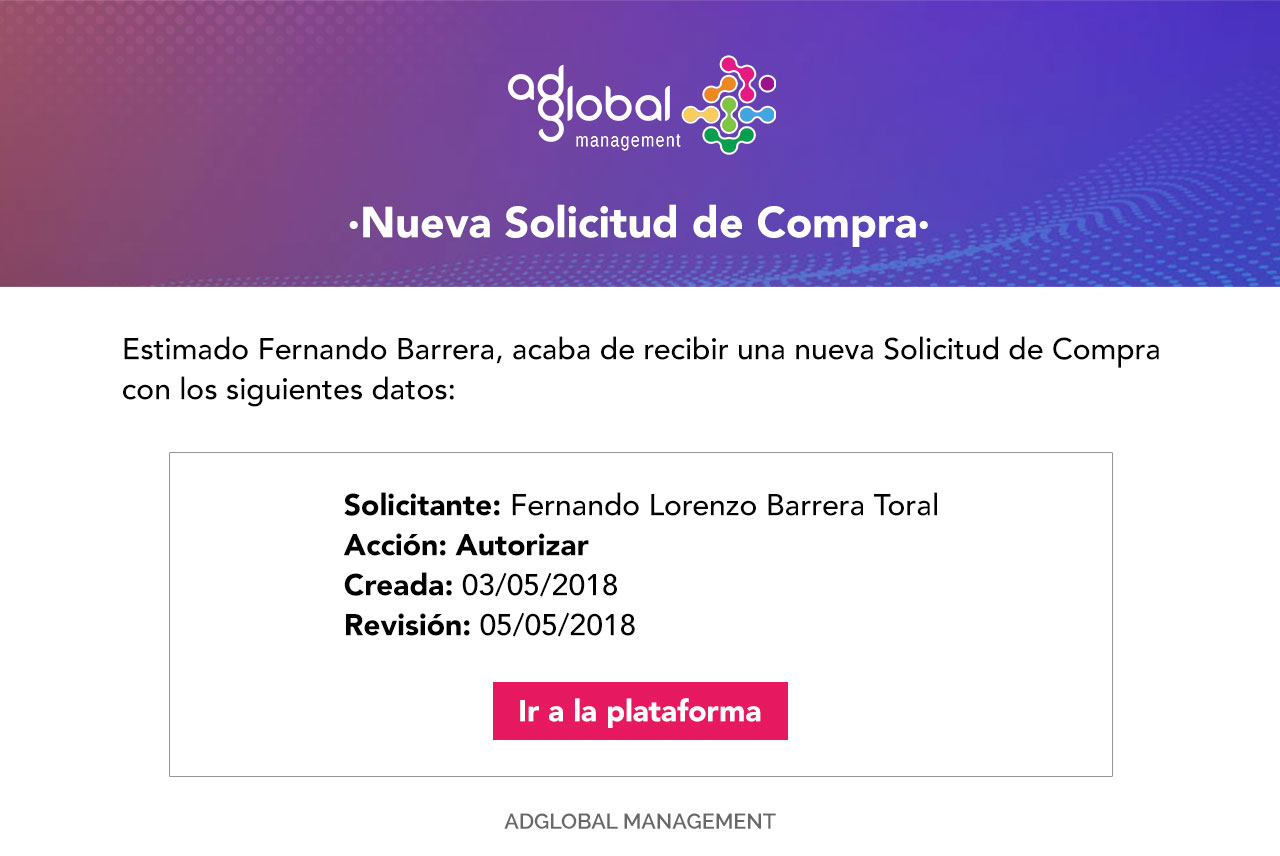 ad global
management
·Nueva Solicitud de Compra·
Estimado Fernando Barrera, acaba de recibir una nueva Solicitud de Compra
con los siguientes datos:
Solicitante: Fernando Lorenzo Barrera Toral
Acción: Autorizar
Creada: 03/05/2018
Revisión: 05/05/2018
Ir a la plataforma
ADGLOBAL MANAGEMENT